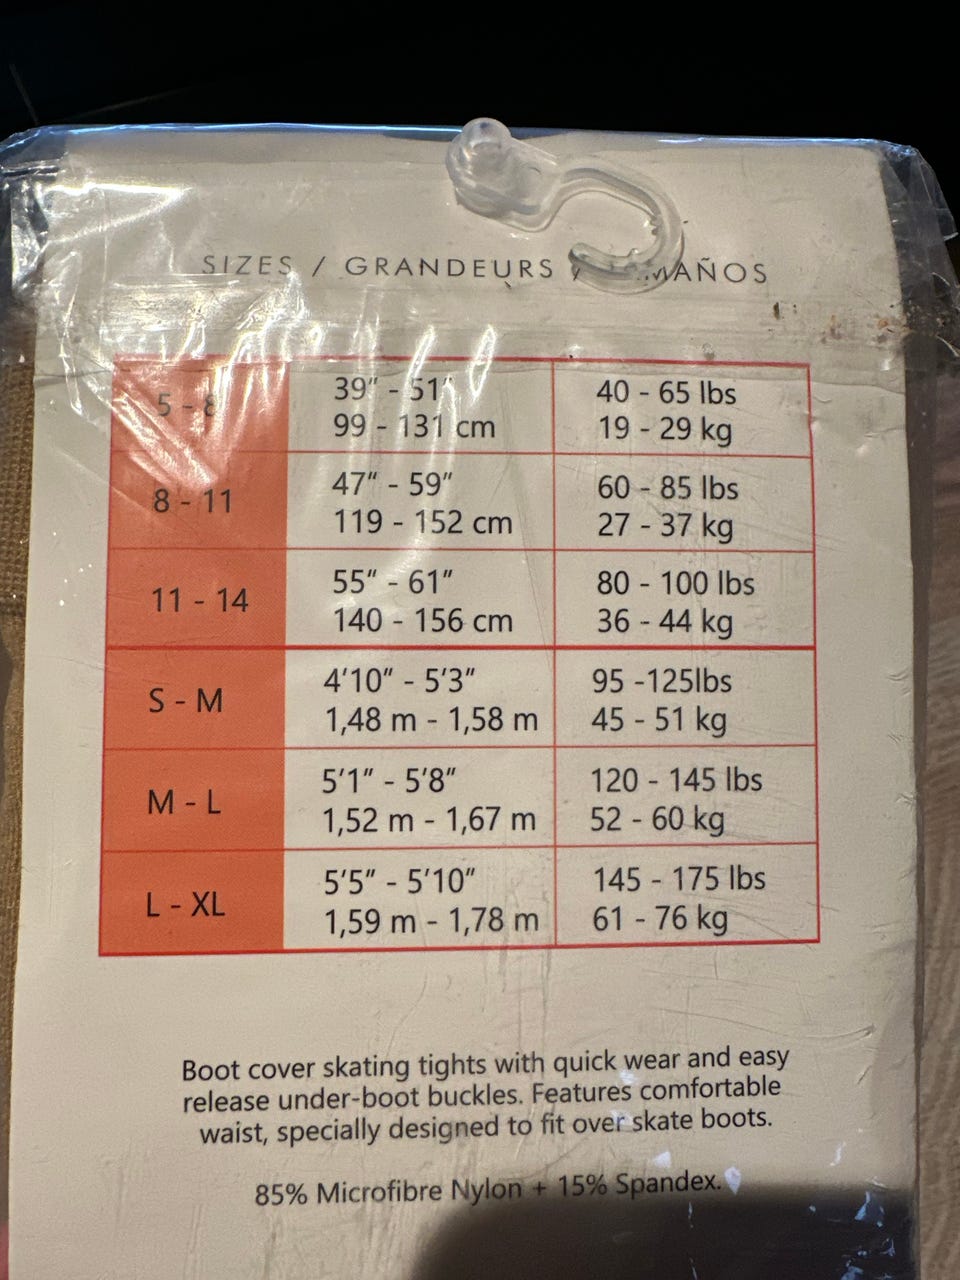 SIZES / GRANDEURS /
5 - 8 39" - 51" 40 - 65 lbs
99 - 131 cm 19 - 29 kg
8 - 11 47" - 59" 60 - 85 lbs
119 - 152 cm 27 - 37 kg
11 - 14 55" - 61" 80 - 100 lbs
140 - 156 cm 36 - 44 kg
S - M 4'10" - 5'3" 95 -125lbs
1,48 m - 1,58 m 45 - 51 kg
M - L 5'1" - 5'8" 120 - 145 lbs
1,52 m - 1,67 m 52 - 60 kg
L - XL 5'5" - 5'10" 145 - 175 lbs
1,59 m - 1,78 m 61 - 76 kg
Boot cover skating tights with quick wear and easy
release under-boot buckles. Features comfortable
waist, specially designed to fit over skate boots.
85% Microfibre Nylon + 15% Spandex.